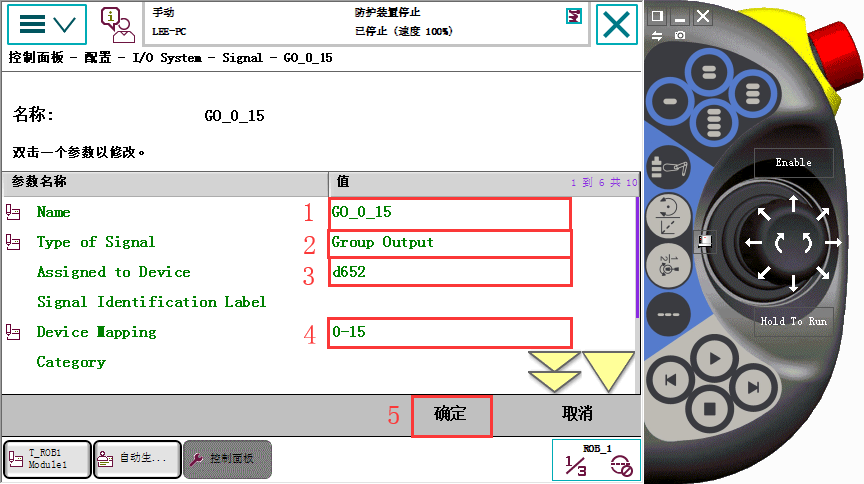 手动
防护装置停止
LEE-PC
已停止 (速度 100%)
控制面板 - 配置 - I/O System - Signal - GO_0_15
名称:
GO_0_15
双击一个参数以修改。
参数名称
值
1 到 6 共 10
Name
1
GO_0_15
Type of Signal
2
Group Output
Assigned to Device
3
d652
Signal Identification Label
Device Mapping
4
0-15
Category
5
确定
取消
T_ROB1
Module1
自动生...
控制面板
ROB_1
1/3
Enable
Hold To Run